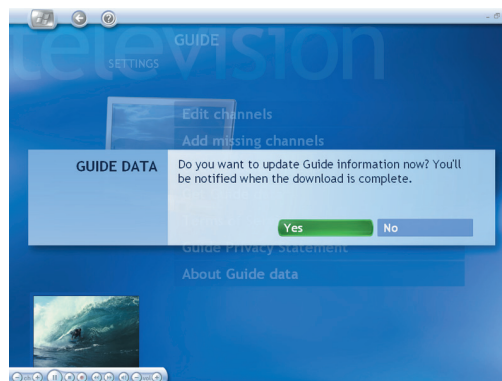 television
GUIDE
SETTINGS
Edit channels
Add missing channels
GUIDE DATA
Do you want to update Guide information now? You'll
be notified when the download is complete.
Yes
No
Guide Privacy Statement
About Guide data